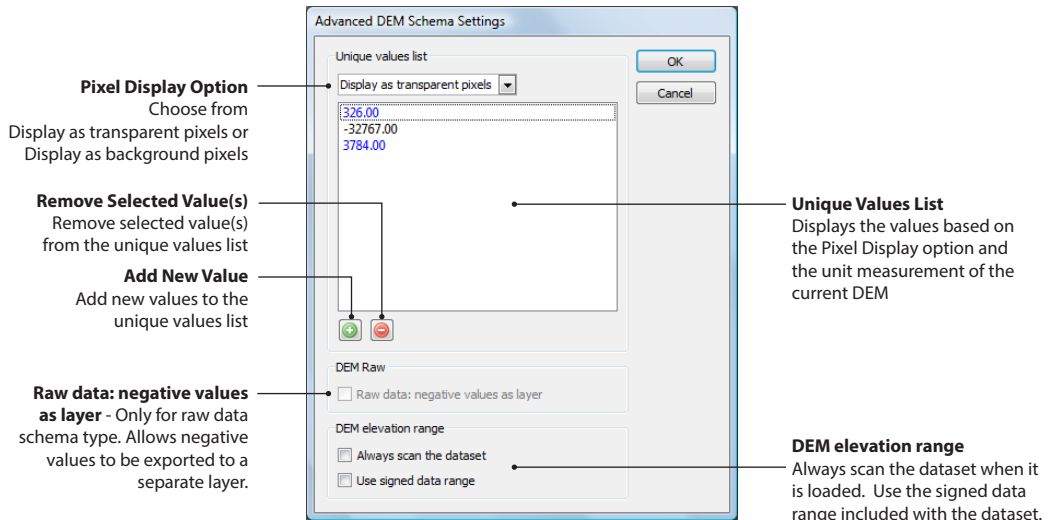 Advanced DEM Schema Settings
Unique values list
OK
Display as transparent pixels
Cancel
326.00
-32767.00
3784.00
DEM Raw
Raw data: negative values as layer
DEM elevation range
Always scan the dataset
Use signed data range
Pixel Display Option
Choose from
Display as transparent pixels or
Display as background pixels
Remove Selected Value(s)
Remove selected value(s)
from the unique values list
Add New Value
Add new values to the
unique values list
Raw data: negative values
as layer - Only for raw data
schema type. Allows negative
values to be exported to a
separate layer.
Unique Values List
Displays the values based on
the Pixel Display option and
the unit measurement of the
current DEM
DEM elevation range
Always scan the dataset when it
is loaded. Use the signed data
range included with the dataset.